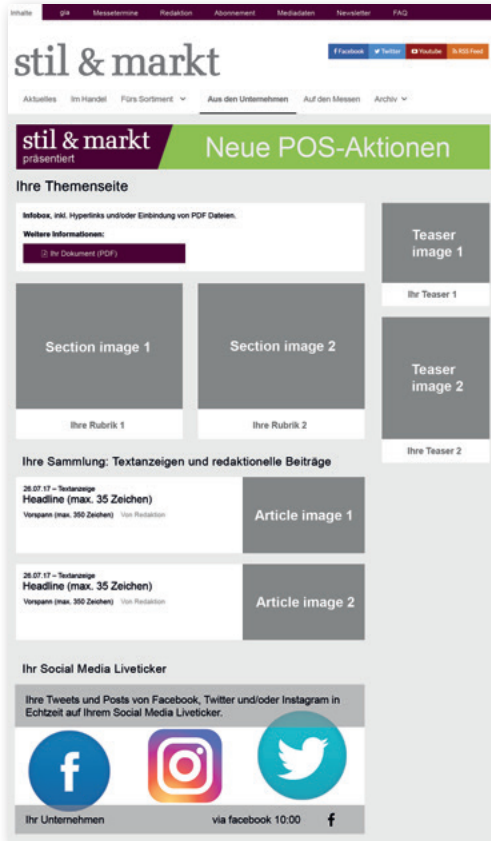 Inhalte gia Messetermine Redaktion Abonnement Mediadaten Newsletter FAQ
stil & markt
Facebook Twitter Youtube RSS Feed
Aktuelles Im Handel Fürs Sortiment Aus den Unternehmen Auf den Messen Archiv
stil & markt
präsentiert
Neue POS-Aktionen
Ihre Themenseite
Infobox, inkl. Hyperlinks und/oder Einbindung von PDF Dateien.
Weitere Informationen:
Ihr Dokument (PDF)
Teaser
image 1
Ihr Teaser 1
Section image 1
Section image 2
Ihre Rubrik 1
Ihre Rubrik 2
Teaser
image 2
Ihre Teaser 2
Ihre Sammlung: Textanzeigen und redaktionelle Beiträge
26.07.17 – Textanzeige
Headline (max. 35 Zeichen)
Vorspann (max. 350 Zeichen) Von Redaktion
Article image 1
26.07.17 – Textanzeige
Headline (max. 35 Zeichen)
Vorspann (max. 350 Zeichen) Von Redaktion
Article image 2
Ihr Social Media Liveticker
Ihre Tweets und Posts von Facebook, Twitter und/oder Instagram in
Echtzeit auf Ihrem Social Media Liveticker.
Ihr Unternehmen via facebook 10:00